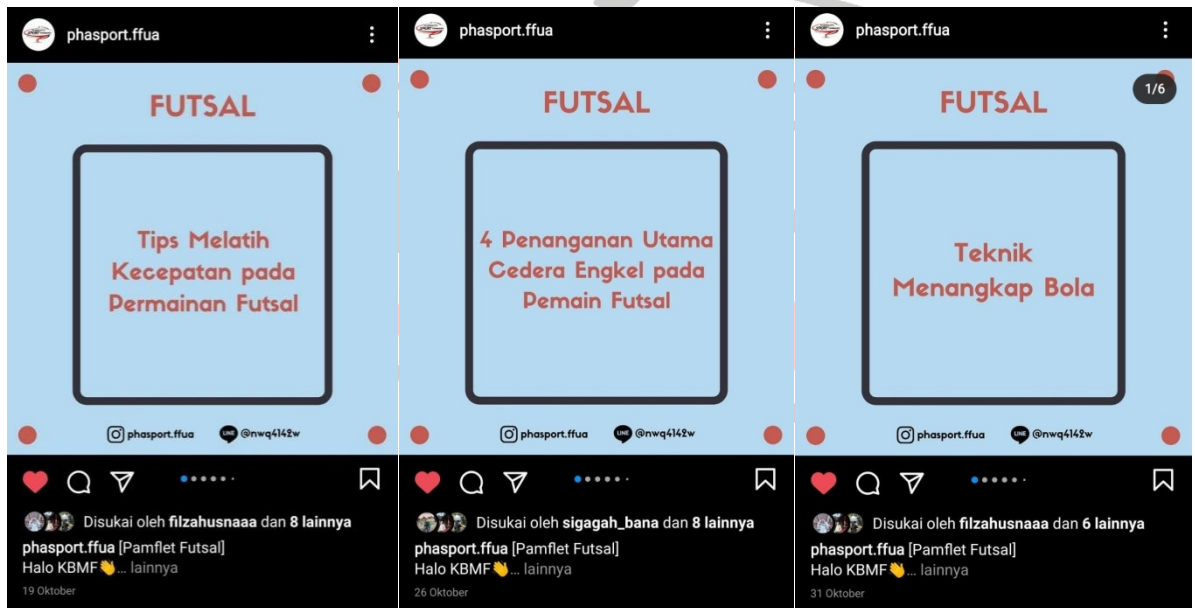 phasport.ffua
FUTSAL
Tips Melatih
Kecepatan pada
Permainan Futsal
phasport.ffua LINE @nwq4142w
Disukai oleh filzahusnaaa dan 8 lainnya
phasport.ffua [Pamflet Futsal]
Halo KBMF👋... lainnya
19 Oktober
phasport.ffua
FUTSAL
4 Penanganan Utama
Cedera Engkel pada
Pemain Futsal
phasport.ffua LINE @nwq4142w
Disukai oleh sigagah_bana dan 8 lainnya
phasport.ffua [Pamflet Futsal]
Halo KBMF👋... lainnya
26 Oktober
phasport.ffua
1/6
FUTSAL
Teknik
Menangkap Bola
phasport.ffua LINE @nwq4142w
Disukai oleh filzahusnaaa dan 6 lainnya
phasport.ffua [Pamflet Futsal]
Halo KBMF👋... lainnya
31 Oktober